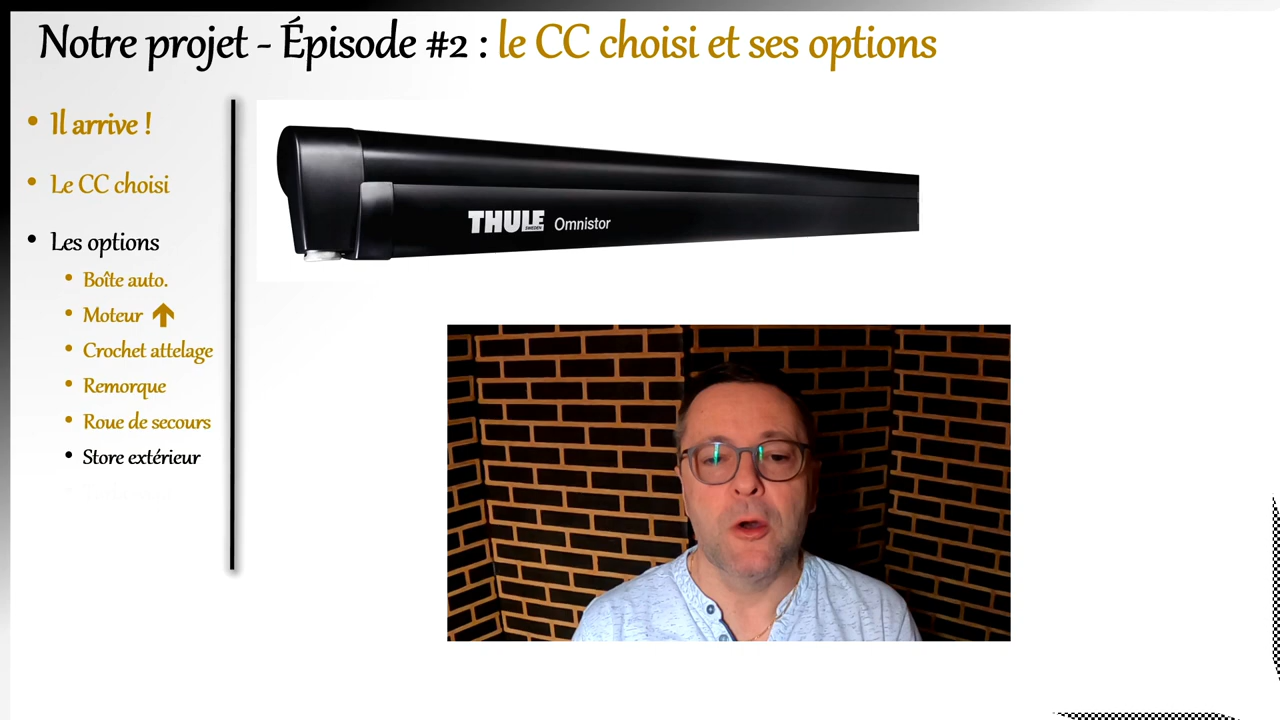 Notre projet - Épisode #2 : le CC choisi et ses options
• Il arrive !
• Le CC choisi
• Les options
• Boîte auto.
• Moteur
• Crochet attelage
• Remorque
• Roue de secours
• Store extérieur
THULE Omnistor
SWEDEN